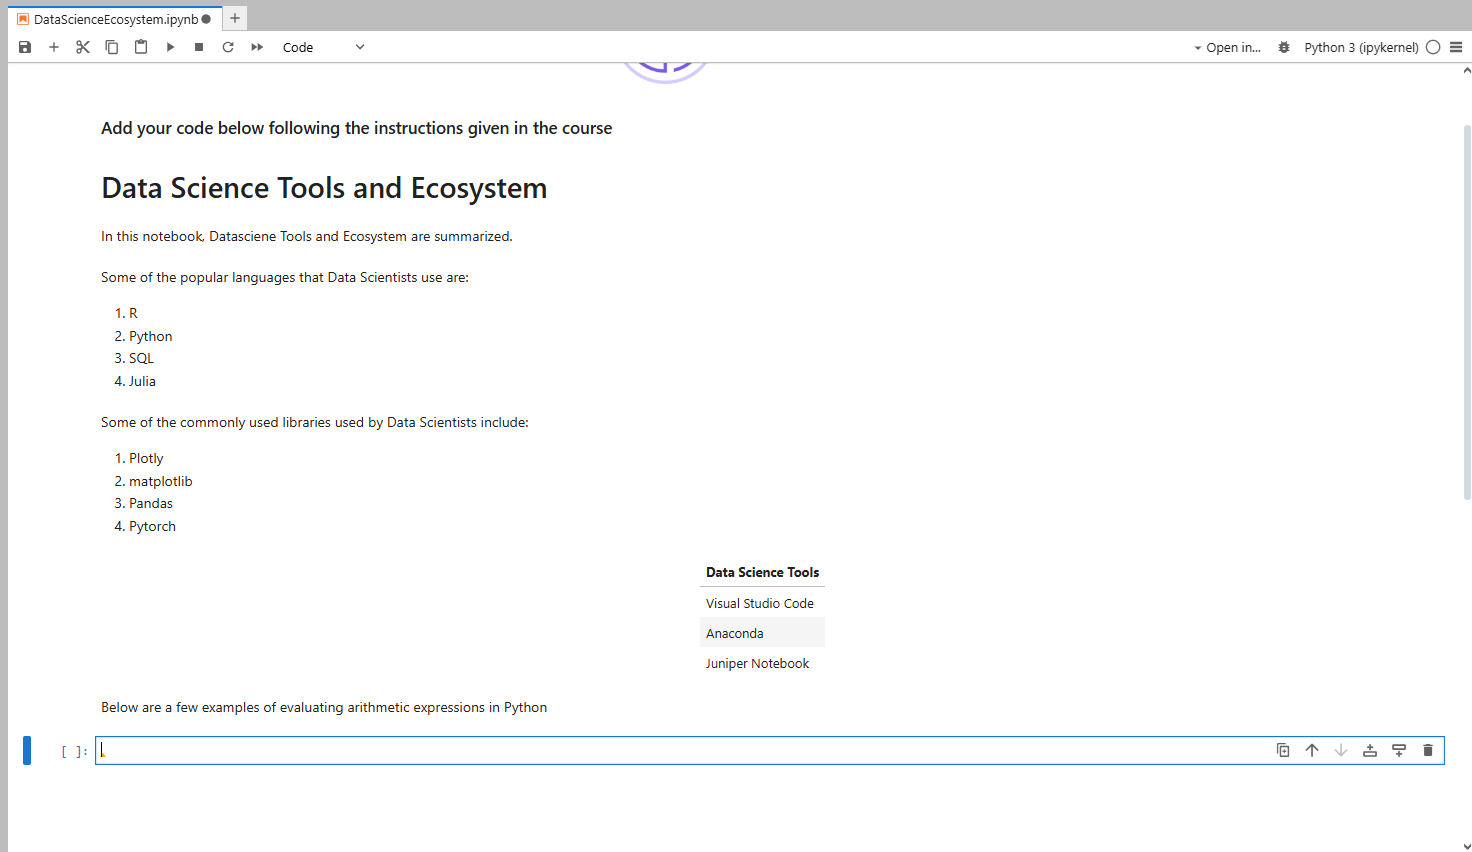 DataScienceEcosystem.ipynb
Code
Open in...
Python 3 (ipykernel)
Add your code below following the instructions given in the course
Data Science Tools and Ecosystem
In this notebook, Datasciene Tools and Ecosystem are summarized.
Some of the popular languages that Data Scientists use are:
1. R
2. Python
3. SQL
4. Julia
Some of the commonly used libraries used by Data Scientists include:
1. Plotly
2. matplotlib
3. Pandas
4. Pytorch
Data Science Tools
Visual Studio Code
Anaconda
Juniper Notebook
Below are a few examples of evaluating arithmetic expressions in Python
[ ]: